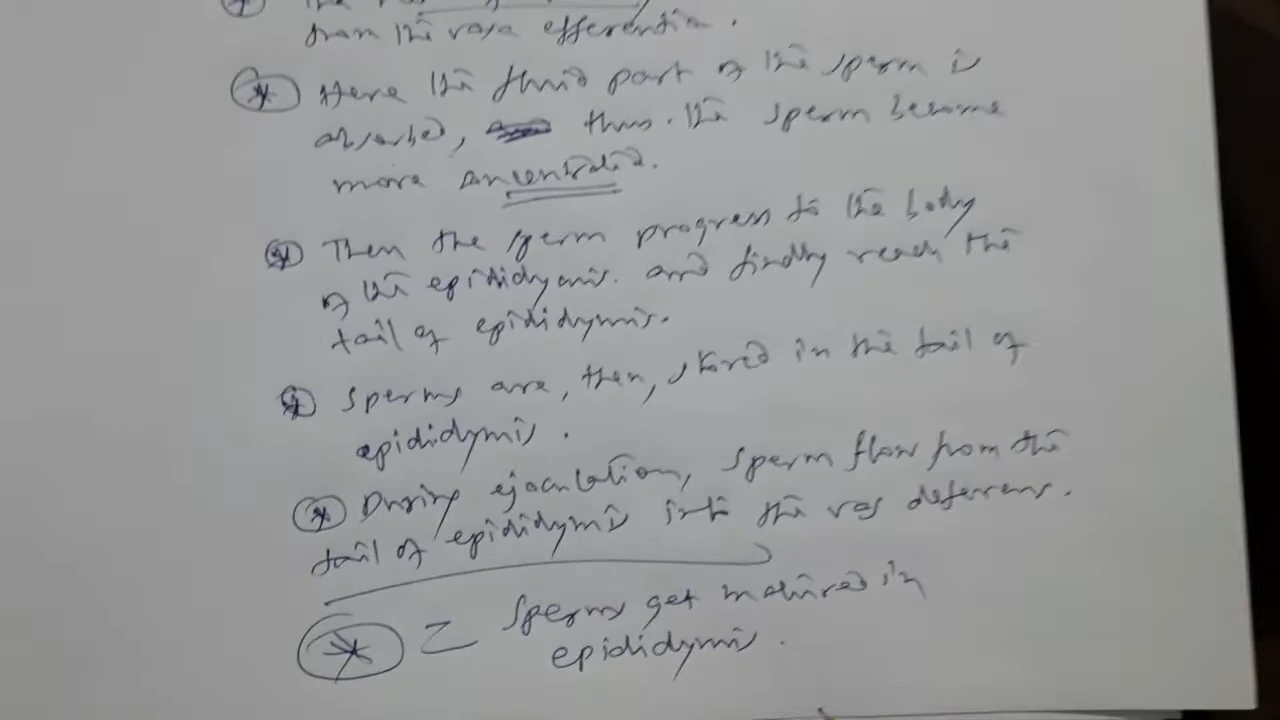 from the vasa efferentia.
Here the fluid part of the sperm is
absorbed, thus. the sperm become
more concentrated.
Then the sperm progress to the body
of the epididymis. and finally reach the
tail of epididymis.
Sperms are, then, stored in the tail of
epididymis.
During ejaculation, sperm flow from the
tail of epididymis into the vas deferens.
Sperms get matured in
epididymis.